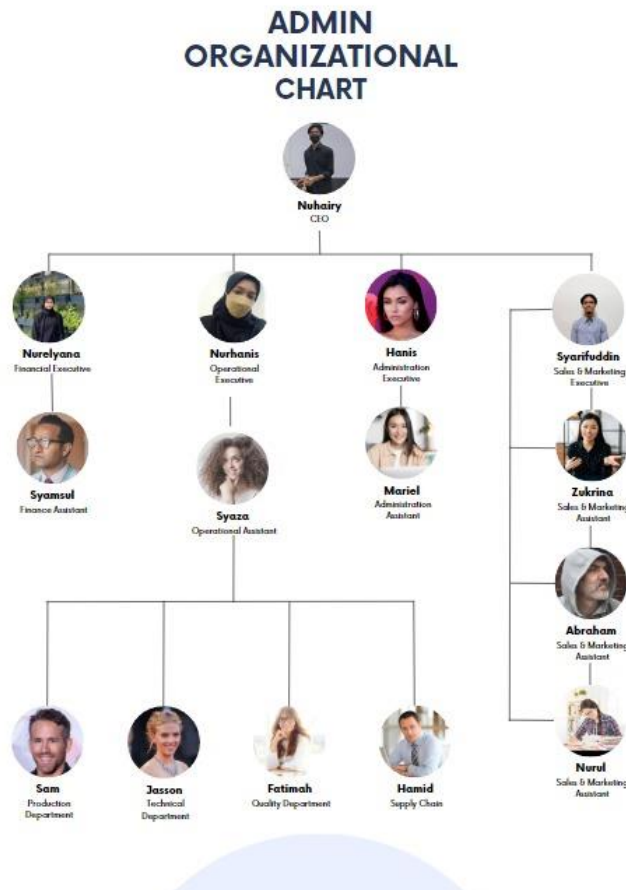 ADMIN
ORGANIZATIONAL
CHART
Nuhairy
CEO
Nurelyana
Financial Executive
Nurhanis
Operational
Executive
Hanis
Administration
Executive
Syarifuddin
Sales & Marketing
Executive
Syamsul
Finance Assistant
Syaza
Operational Assistant
Mariel
Administration
Assistant
Zukrina
Sales & Marketing
Assistant
Abraham
Sales & Marketing
Assistant
Nurul
Sales & Marketing
Assistant
Sam
Production
Department
Jasson
Technical
Department
Fatimah
Quality Department
Hamid
Supply Chain